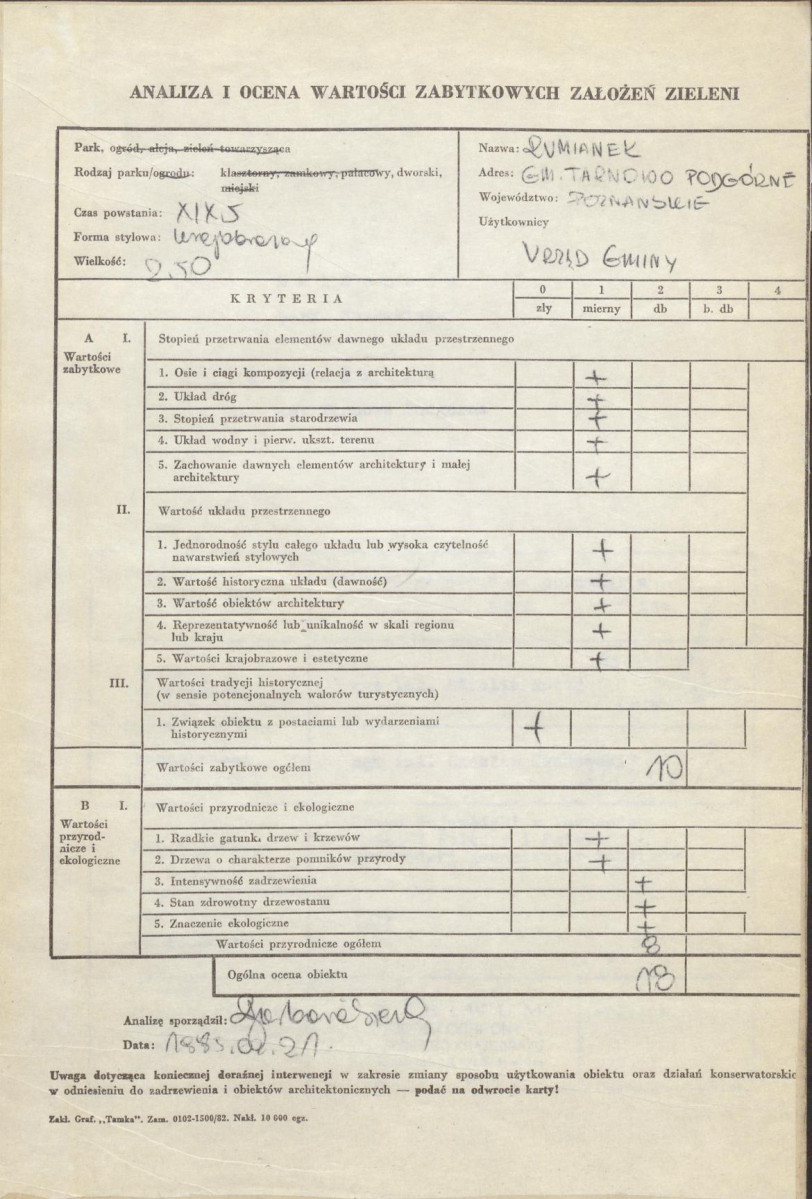 ANALIZA I OCENA WARTOŚCI ZABYTKOWYCH ZAŁOŻEŃ ZIELENI
Park, ogród, aleja, zieleń towarzysząca
Rodzaj parku/ogrodu: klasztorny, zamkowy, pałacowy, dworski,
miejski
Czas powstania: XIX
Forma stylowa: krajobrazowy
Wielkość: 2.50
Nazwa: RUMIANEK
Adres: GM. TARNOWO PODGÓRNE
Województwo: POZNAŃSKIE
Użytkownicy
URZĄD GMINY
KRYTERIA
0 1 2 3 4
zły mierny db b. db
A I. Stopień przetrwania elementów dawnego układu przestrzennego
Wartości
zabytkowe
1. Osie i ciągi kompozycji (relacja z architekturą +
2. Układ dróg +
3. Stopień przetrwania starodrzewia +
4. Układ wodny i pierw. ukszt. terenu +
5. Zachowanie dawnych elementów architektury i małej
architektury +
II. Wartość układu przestrzennego
1. Jednorodność stylu całego układu lub wysoka czytelność
nawarstwień stylowych +
2. Wartość historyczna układu (dawność) +
3. Wartość obiektów architektury +
4. Reprezentatywność lub unikalność w skali regionu
lub kraju +
5. Wartości krajobrazowe i estetyczne +
III. Wartości tradycji historycznej
(w sensie potencjonalnych walorów turystycznych)
1. Związek obiektu z postaciami lub wydarzeniami
historycznymi +
Wartości zabytkowe ogółem 10
B I. Wartości przyrodnicze i ekologiczne
Wartości
przyrod-
nicze i
ekologiczne
1. Rzadkie gatunk. drzew i krzewów +
2. Drzewa o charakterze pomników przyrody +
3. Intensywność zadrzewienia +
4. Stan zdrowotny drzewostanu +
5. Znaczenie ekologiczne +
Wartości przyrodnicze ogółem 8
Ogólna ocena obiektu 18
Analizę sporządził:
Data:
Uwaga dotycząca koniecznej doraźnej interwencji w zakresie zmiany sposobu użytkowania obiektu oraz działań konserwatorskic
w odniesieniu do zadrzewienia i obiektów architektonicznych — podać na odwrocie karty!
Zakł. Graf. „Tamka". Zam. 0102-1500/82. Nakł. 10 000 egz.